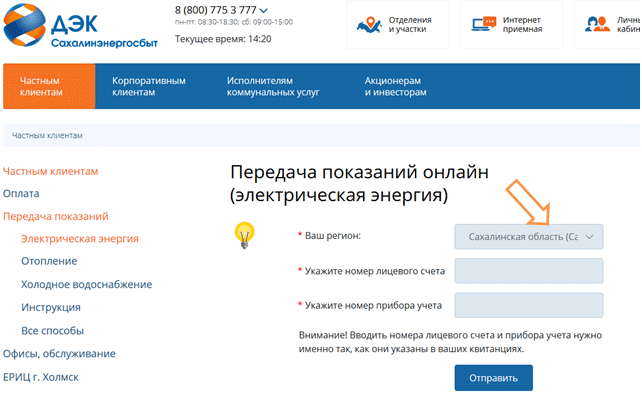 ДЭК
Сахалинэнергосбыт
8 (800) 775 3 777
пн-пт: 08:30-18:30; сб: 09:00-15:00
Текущее время: 14:20
Отделения
и участки
Интернет
приемная
Личн
каби
Частным
клиентам
Корпоративным
клиентам
Исполнителям
коммунальных услуг
Акционерам
и инвесторам
Частным клиентам
Частным клиентам
Оплата
Передача показаний
Электрическая энергия
Отопление
Холодное водоснабжение
Инструкция
Все способы
Офисы, обслуживание
ЕРИЦ г. Холмск
Передача показаний онлайн
(электрическая энергия)
* Ваш регион:
Сахалинская область (Са
* Укажите номер лицевого счета
* Укажите номер прибора учета
Внимание! Вводить номера лицевого счета и прибора учета нужно
именно так, как они указаны в ваших квитанциях.
Отправить